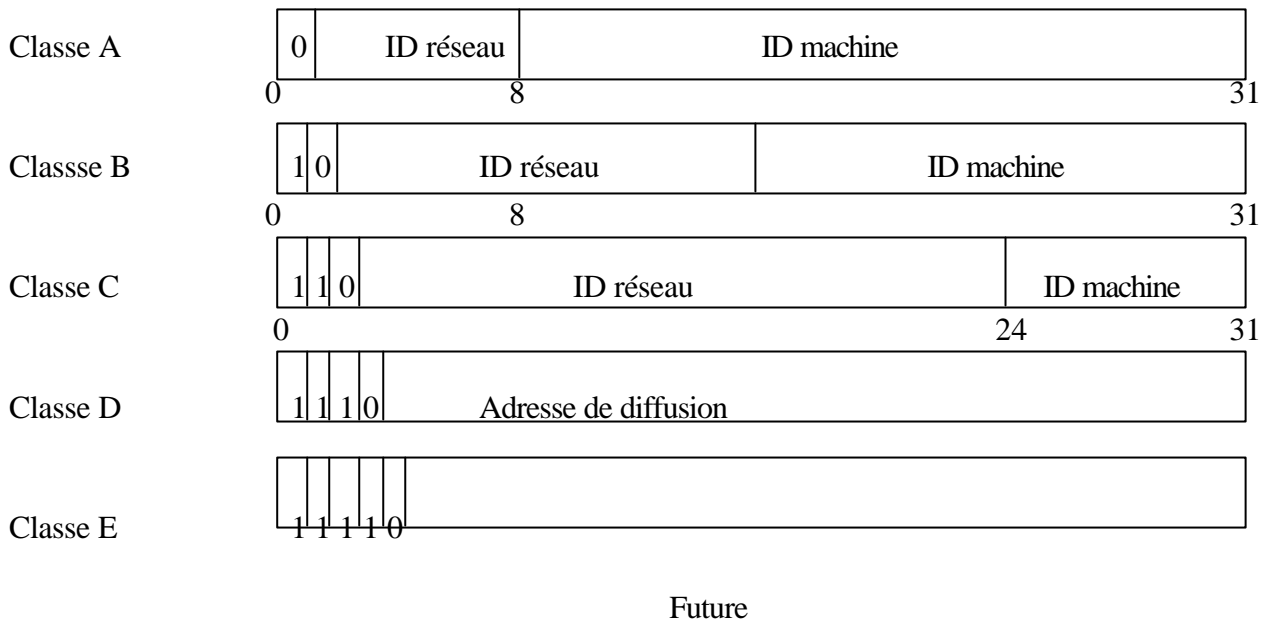 Classe A 0 ID réseau ID machine
0 8 31
Classse B 1 0 ID réseau ID machine
0 8 31
Classe C 1 1 0 ID réseau ID machine
0 24 31
Classe D 1 1 1 0 Adresse de diffusion
Classe E 1 1 1 1 0
Future